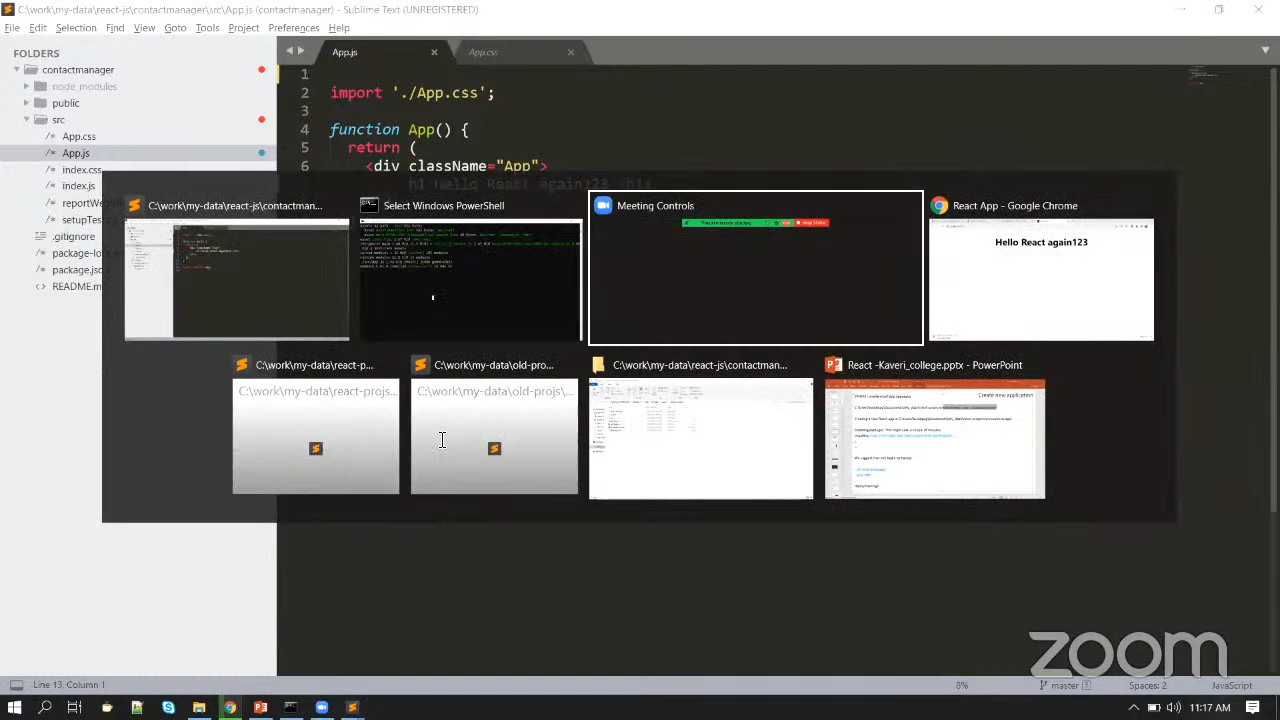 C:\work\my-data\react-js\contactmanager\src\App.js (contactmanager) - Sublime Text (UNREGISTERED)
File Edit Selection Find View Goto Tools Project Preferences Help
FOLDERS
contactmanager
node_modules
public
src
App.css
App.js
index.css
index.js
README.m
App.js
App.css
1
2 import './App.css';
3
4 function App() {
5 return (
6 <div className="App">
h1 Hello React again123
C:\work\my-data\react-js\contactman...
Select Windows PowerShell
Meeting Controls
React App - Google Chrome
Hello React again123
C:\work\my-data\react-p...
C:\work\my-data\old-pro...
C:\work\my-data\react-js\contactman...
React -Kaveri_college.pptx - PowerPoint
C:\work\my-data\old-projs\...
Create new application
zoom
Line 13, Column 1
6%
master 3
Spaces: 2
JavaScript
11:17 AM